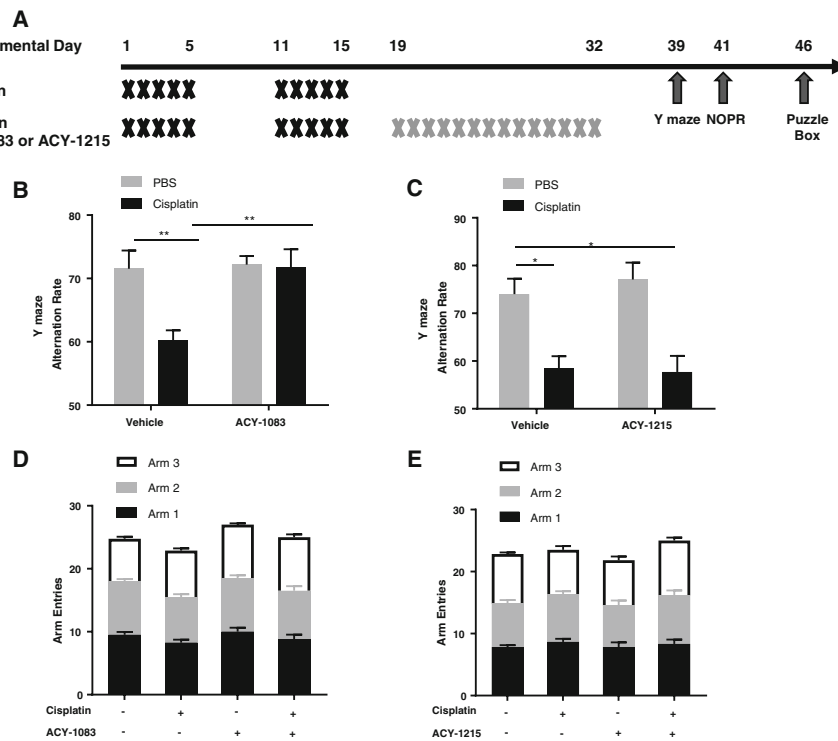 A
mental Day 1 5 11 15 19 32 39 41 46
n
n
83 or ACY-1215
Y maze NOPR Puzzle
Box
B
PBS
Cisplatin
**
**
80
70
60
50
Y maze
Alternation Rate
Vehicle ACY-1083
C
PBS
Cisplatin
*
*
90
80
70
60
50
Y maze
Alternation Rate
Vehicle ACY-1215
D
Arm 3
Arm 2
Arm 1
30
20
10
0
Arm Entries
Cisplatin - + - +
ACY-1083 - - + +
E
Arm 3
Arm 2
Arm 1
30
20
10
0
Arm Entries
Cisplatin - + - +
ACY-1215 - - + +